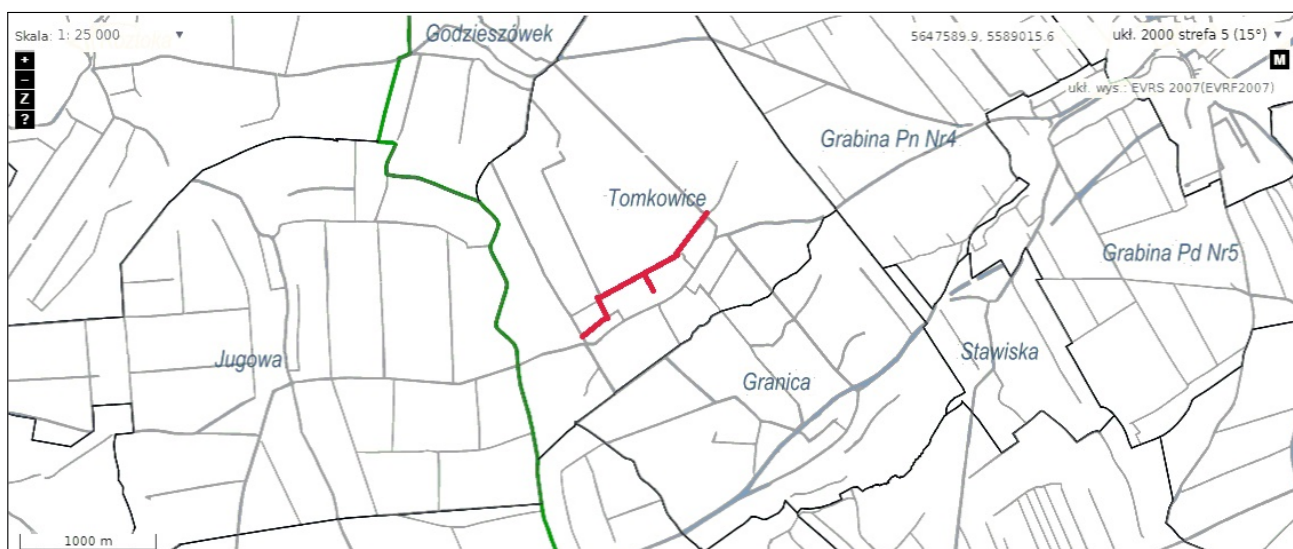 Skala: 1: 25 000
Godzieszówek
5647589.9, 5589015.6
ukł. 2000 strefa 5 (15°)
+
–
Z
?
M
ukł. wys.: EVRS 2007(EVRF2007)
Grabina Pn Nr4
Tomkowice
Grabina Pd Nr5
Jugowa
Stawiska
Granica
1000 m